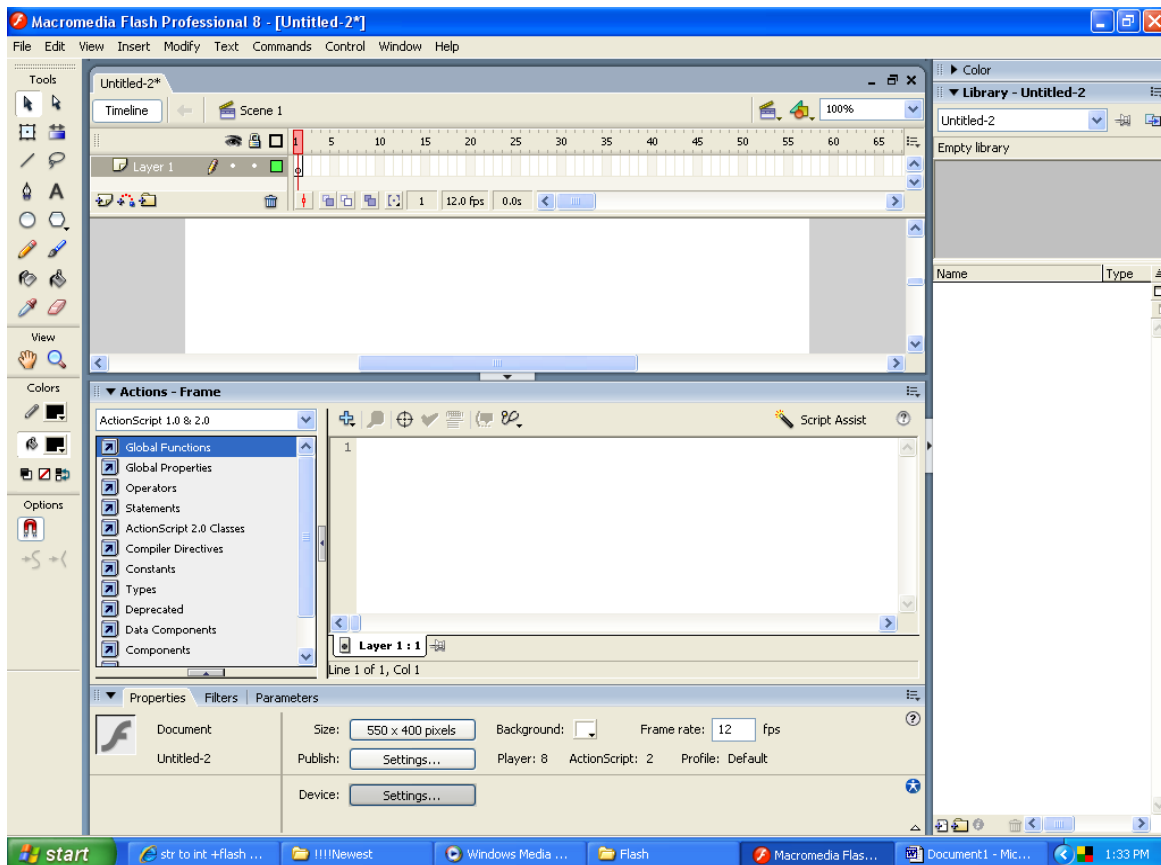 Macromedia Flash Professional 8 - [Untitled-2*]
File Edit View Insert Modify Text Commands Control Window Help
Tools
View
Colors
Options
Untitled-2*
Timeline Scene 1 100%
1 5 10 15 20 25 30 35 40 45 50 55 60 65
Layer 1
1 12.0 fps 0.0s
Actions - Frame
ActionScript 1.0 & 2.0
Script Assist
Global Functions
Global Properties
Operators
Statements
ActionScript 2.0 Classes
Compiler Directives
Constants
Types
Deprecated
Data Components
Components
1
Layer 1 : 1
Line 1 of 1, Col 1
Properties Filters Parameters
Document Size: 550 x 400 pixels Background: Frame rate: 12 fps
Untitled-2 Publish: Settings... Player: 8 ActionScript: 2 Profile: Default
Device: Settings...
Color
Library - Untitled-2
Untitled-2
Empty library
Name Type
start str to int +flash ... !!!!Newest Windows Media ... Flash Macromedia Flas... Document1 - Mic... 1:33 PM